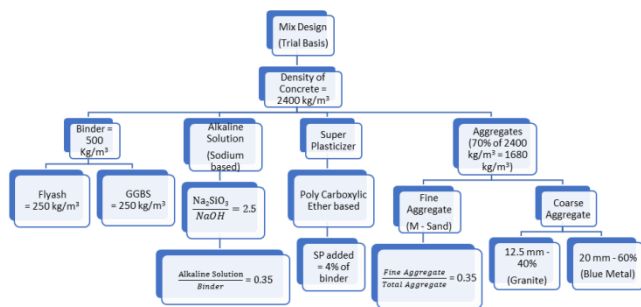 Mix Design
(Trial Basis)
Density of
Concrete =
2400 kg/m³
Binder =
500
Kg/m³
Alkaline
Solution
(Sodium
based)
Super
Plasticizer
Aggregates
(70% of 2400
kg/m³ = 1680
kg/m³)
Flyash
= 250 kg/m³
GGBS
= 250 kg/m³
Na₂SIO₃/NaOH = 2.5
Poly Carboxylic
Ether based
Fine
Aggregate
(M - Sand)
Coarse
Aggregate
Alkaline Solution/Binder = 0.35
SP added
= 4% of
binder
Fine Aggregate/Total Aggregate = 0.35
12.5 mm -
40%
(Granite)
20 mm - 60%
(Blue Metal)